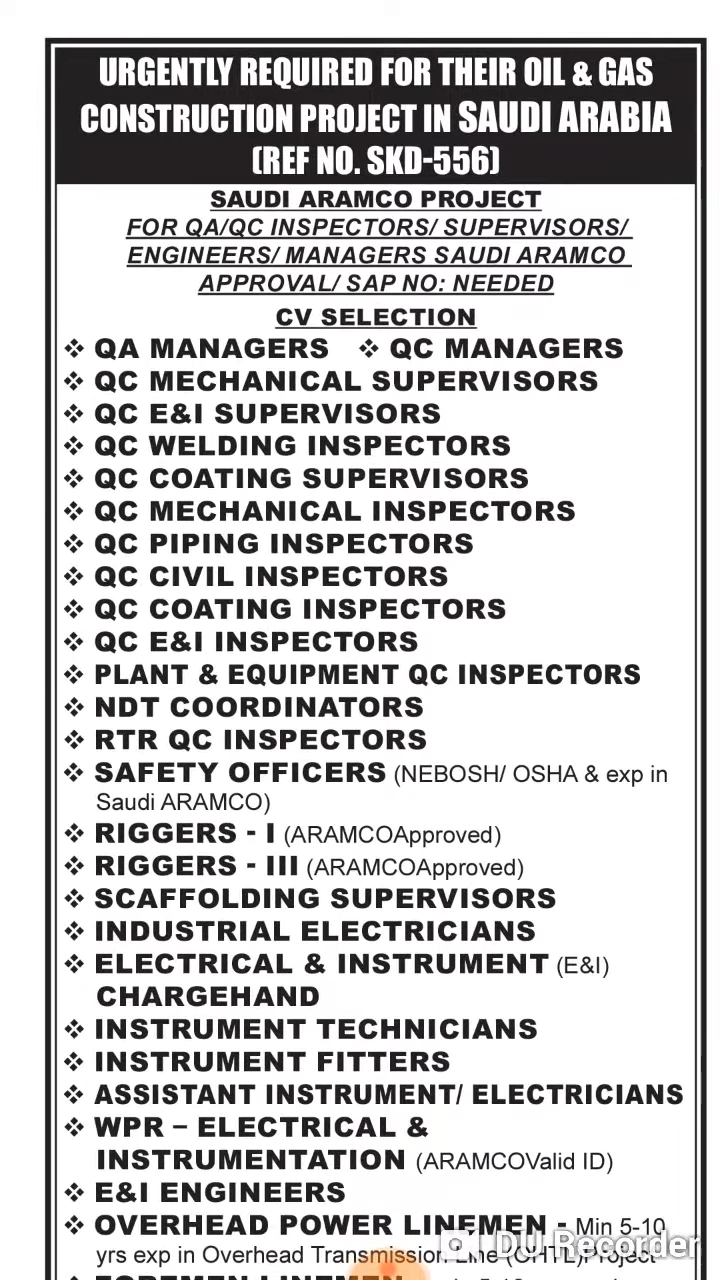 URGENTLY REQUIRED FOR THEIR OIL & GAS
CONSTRUCTION PROJECT IN SAUDI ARABIA
(REF NO. SKD-556)
SAUDI ARAMCO PROJECT
FOR QA/QC INSPECTORS/ SUPERVISORS/
ENGINEERS/ MANAGERS SAUDI ARAMCO
APPROVAL/ SAP NO: NEEDED
CV SELECTION
❖ QA MANAGERS ❖ QC MANAGERS
❖ QC MECHANICAL SUPERVISORS
❖ QC E&I SUPERVISORS
❖ QC WELDING INSPECTORS
❖ QC COATING SUPERVISORS
❖ QC MECHANICAL INSPECTORS
❖ QC PIPING INSPECTORS
❖ QC CIVIL INSPECTORS
❖ QC COATING INSPECTORS
❖ QC E&I INSPECTORS
❖ PLANT & EQUIPMENT QC INSPECTORS
❖ NDT COORDINATORS
❖ RTR QC INSPECTORS
❖ SAFETY OFFICERS (NEBOSH/ OSHA & exp in
Saudi ARAMCO)
❖ RIGGERS - I (ARAMCOApproved)
❖ RIGGERS - III (ARAMCOApproved)
❖ SCAFFOLDING SUPERVISORS
❖ INDUSTRIAL ELECTRICIANS
❖ ELECTRICAL & INSTRUMENT (E&I)
CHARGEHAND
❖ INSTRUMENT TECHNICIANS
❖ INSTRUMENT FITTERS
❖ ASSISTANT INSTRUMENT/ ELECTRICIANS
❖ WPR – ELECTRICAL &
INSTRUMENTATION (ARAMCOValid ID)
❖ E&I ENGINEERS
❖ OVERHEAD POWER LINEMEN - Min 5-10
yrs exp in Overhead Transmission Line (OHTL)Project
DU Recorder
❖ FOREMEN LINEMEN